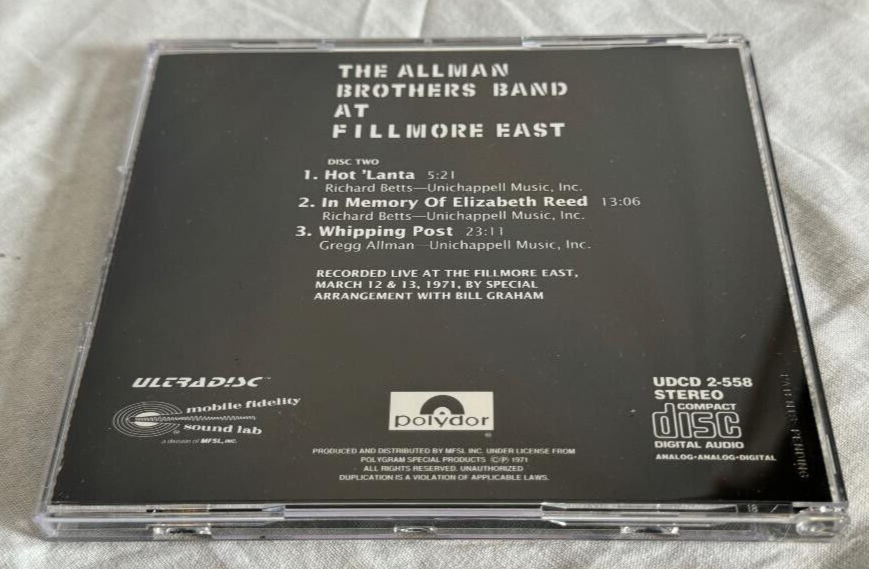 THE ALLMAN
BROTHERS BAND
AT
FILLMORE EAST
DISC TWO
1. Hot 'Lanta 5:21
Richard Betts—Unichappell Music, Inc.
2. In Memory Of Elizabeth Reed 13:06
Richard Betts—Unichappell Music, Inc.
3. Whipping Post 23:11
Gregg Allman—Unichappell Music, Inc.
RECORDED LIVE AT THE FILLMORE EAST,
MARCH 12 & 13, 1971, BY SPECIAL
ARRANGEMENT WITH BILL GRAHAM
ULTRADISC™
mobile fidelity
sound lab
a division of MFSL, INC.
polydor®
PRODUCED AND DISTRIBUTED BY MFSL INC. UNDER LICENSE FROM
POLYGRAM SPECIAL PRODUCTS ©℗ 1971
ALL RIGHTS RESERVED. UNAUTHORIZED
DUPLICATION IS A VIOLATION OF APPLICABLE LAWS.
UDCD 2-558
STEREO
COMPACT
disc
DIGITAL AUDIO
ANALOG•ANALOG•DIGITAL